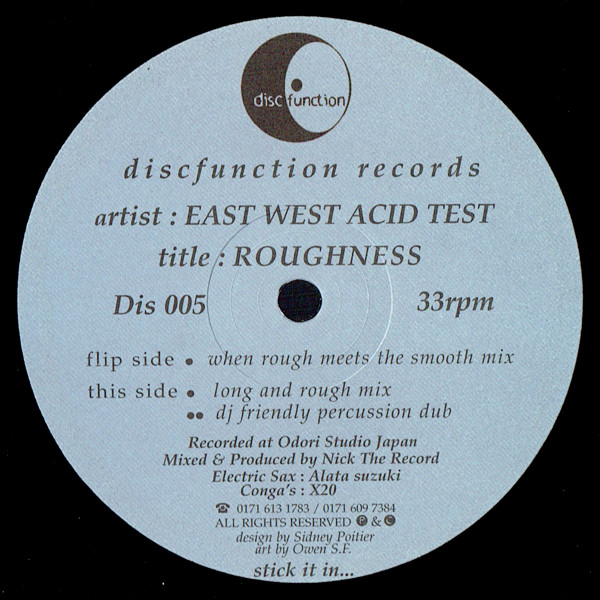 disc function
discfunction records
artist : EAST WEST ACID TEST
title : ROUGHNESS
Dis 005 33rpm
flip side • when rough meets the smooth mix
this side • long and rough mix
•• dj friendly percussion dub
Recorded at Odori Studio Japan
Mixed & Produced by Nick The Record
Electric Sax : Alata suzuki
Conga's : X20
☎ 0171 613 1783 / 0171 609 7384
ALL RIGHTS RESERVED Ⓟ & Ⓒ
design by Sidney Poitier
art by Owen S.F.
stick it in...